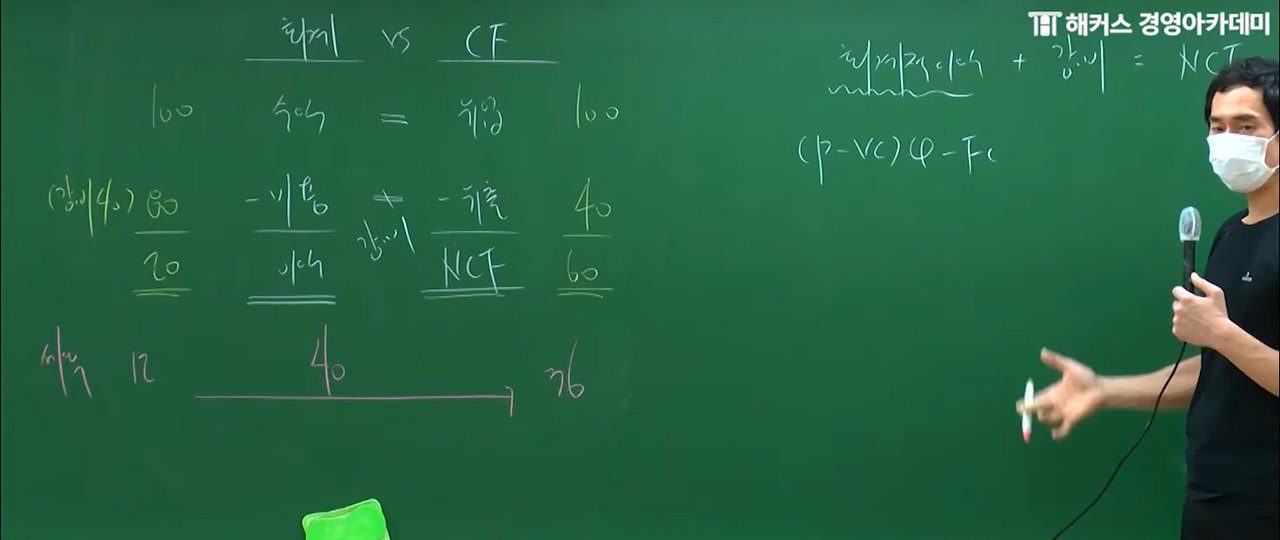 해커스 경영아카데미
회계 vs CF
100 수익 = 유입 100
(감.비 40) 80 - 비용 ≠ - 유출 40
감.비
20 이익 NCF 60
세후 12 40 36
회계적 이익 + 감.비 = NCF
(p-vc)Q-Fc